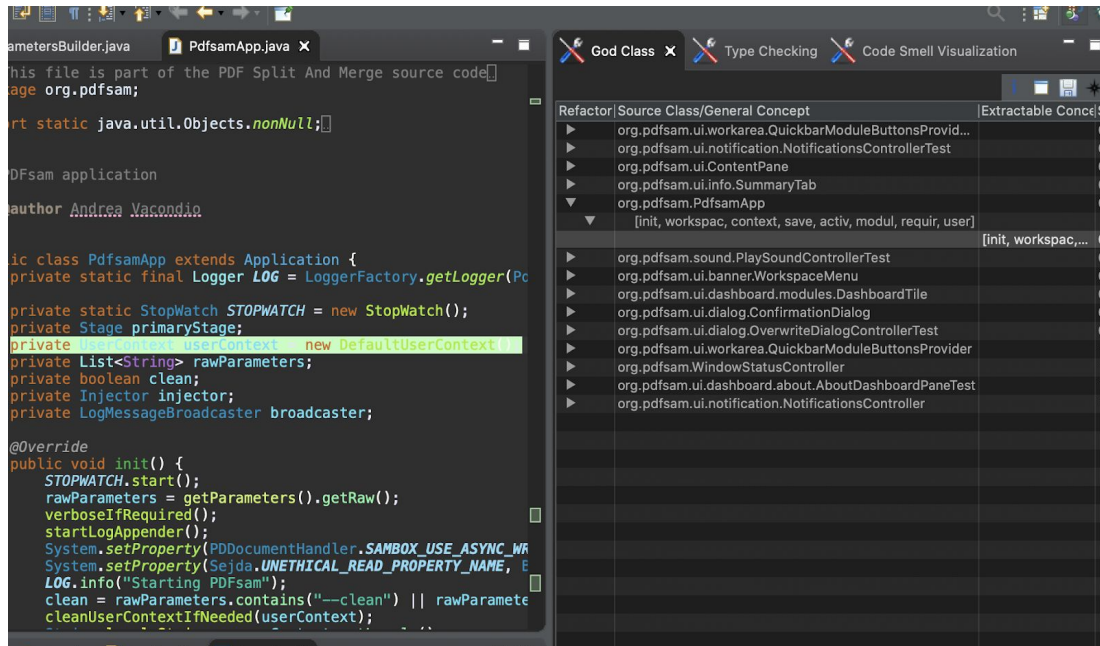 ametersBuilder.java
PdfsamApp.java
his file is part of the PDF Split And Merge source code
age org.pdfsam;
rt static java.util.Objects.nonNull;
PDFsam application
author Andrea Vacondio
ic class PdfsamApp extends Application {
private static final Logger LOG = LoggerFactory.getLogger(Pd
private static StopWatch STOPWATCH = new StopWatch();
private Stage primaryStage;
private UserContext userContext new DefaultUserContext()
private List<String> rawParameters;
private boolean clean;
private Injector injector;
private LogMessageBroadcaster broadcaster;
@Override
public void init() {
STOPWATCH.start();
rawParameters = getParameters().getRaw();
verboseIfRequired();
startLogAppender();
System.setProperty(PDDocumentHandler.SAMBOX_USE_ASYNC_WR
System.setProperty(Sejda.UNETHICAL_READ_PROPERTY_NAME, B
LOG.info("Starting PDFsam");
clean = rawParameters.contains("--clean") || rawParamete
cleanUserContextIfNeeded(userContext);
God Class
Type Checking
Code Smell Visualization
Refactor Source Class/General Concept Extractable Conce
org.pdfsam.ui.workarea.QuickbarModuleButtonsProvid...
org.pdfsam.ui.notification.NotificationsControllerTest
org.pdfsam.ui.ContentPane
org.pdfsam.ui.info.SummaryTab
org.pdfsam.PdfsamApp
[init, workspac, context, save, activ, modul, requir, user]
[init, workspac,...
org.pdfsam.sound.PlaySoundControllerTest
org.pdfsam.ui.banner.WorkspaceMenu
org.pdfsam.ui.dashboard.modules.DashboardTile
org.pdfsam.ui.dialog.ConfirmationDialog
org.pdfsam.ui.dialog.OverwriteDialogControllerTest
org.pdfsam.ui.workarea.QuickbarModuleButtonsProvider
org.pdfsam.WindowStatusController
org.pdfsam.ui.dashboard.about.AboutDashboardPaneTest
org.pdfsam.ui.notification.NotificationsController